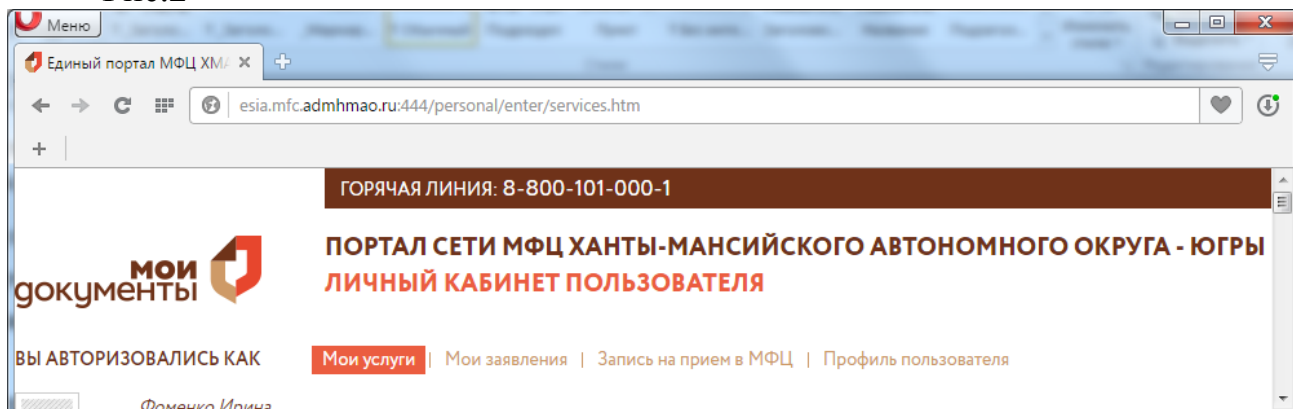 Меню
Единый портал МФЦ ХМА
esia.mfc.admhmao.ru:444/personal/enter/services.htm
ГОРЯЧАЯ ЛИНИЯ: 8-800-101-000-1
ПОРТАЛ СЕТИ МФЦ ХАНТЫ-МАНСИЙСКОГО АВТОНОМНОГО ОКРУГА - ЮГРЫ
ЛИЧНЫЙ КАБИНЕТ ПОЛЬЗОВАТЕЛЯ
мои
документы
ВЫ АВТОРИЗОВАЛИСЬ КАК
Мои услуги | Мои заявления | Запись на прием в МФЦ | Профиль пользователя
Фоменко Ирина